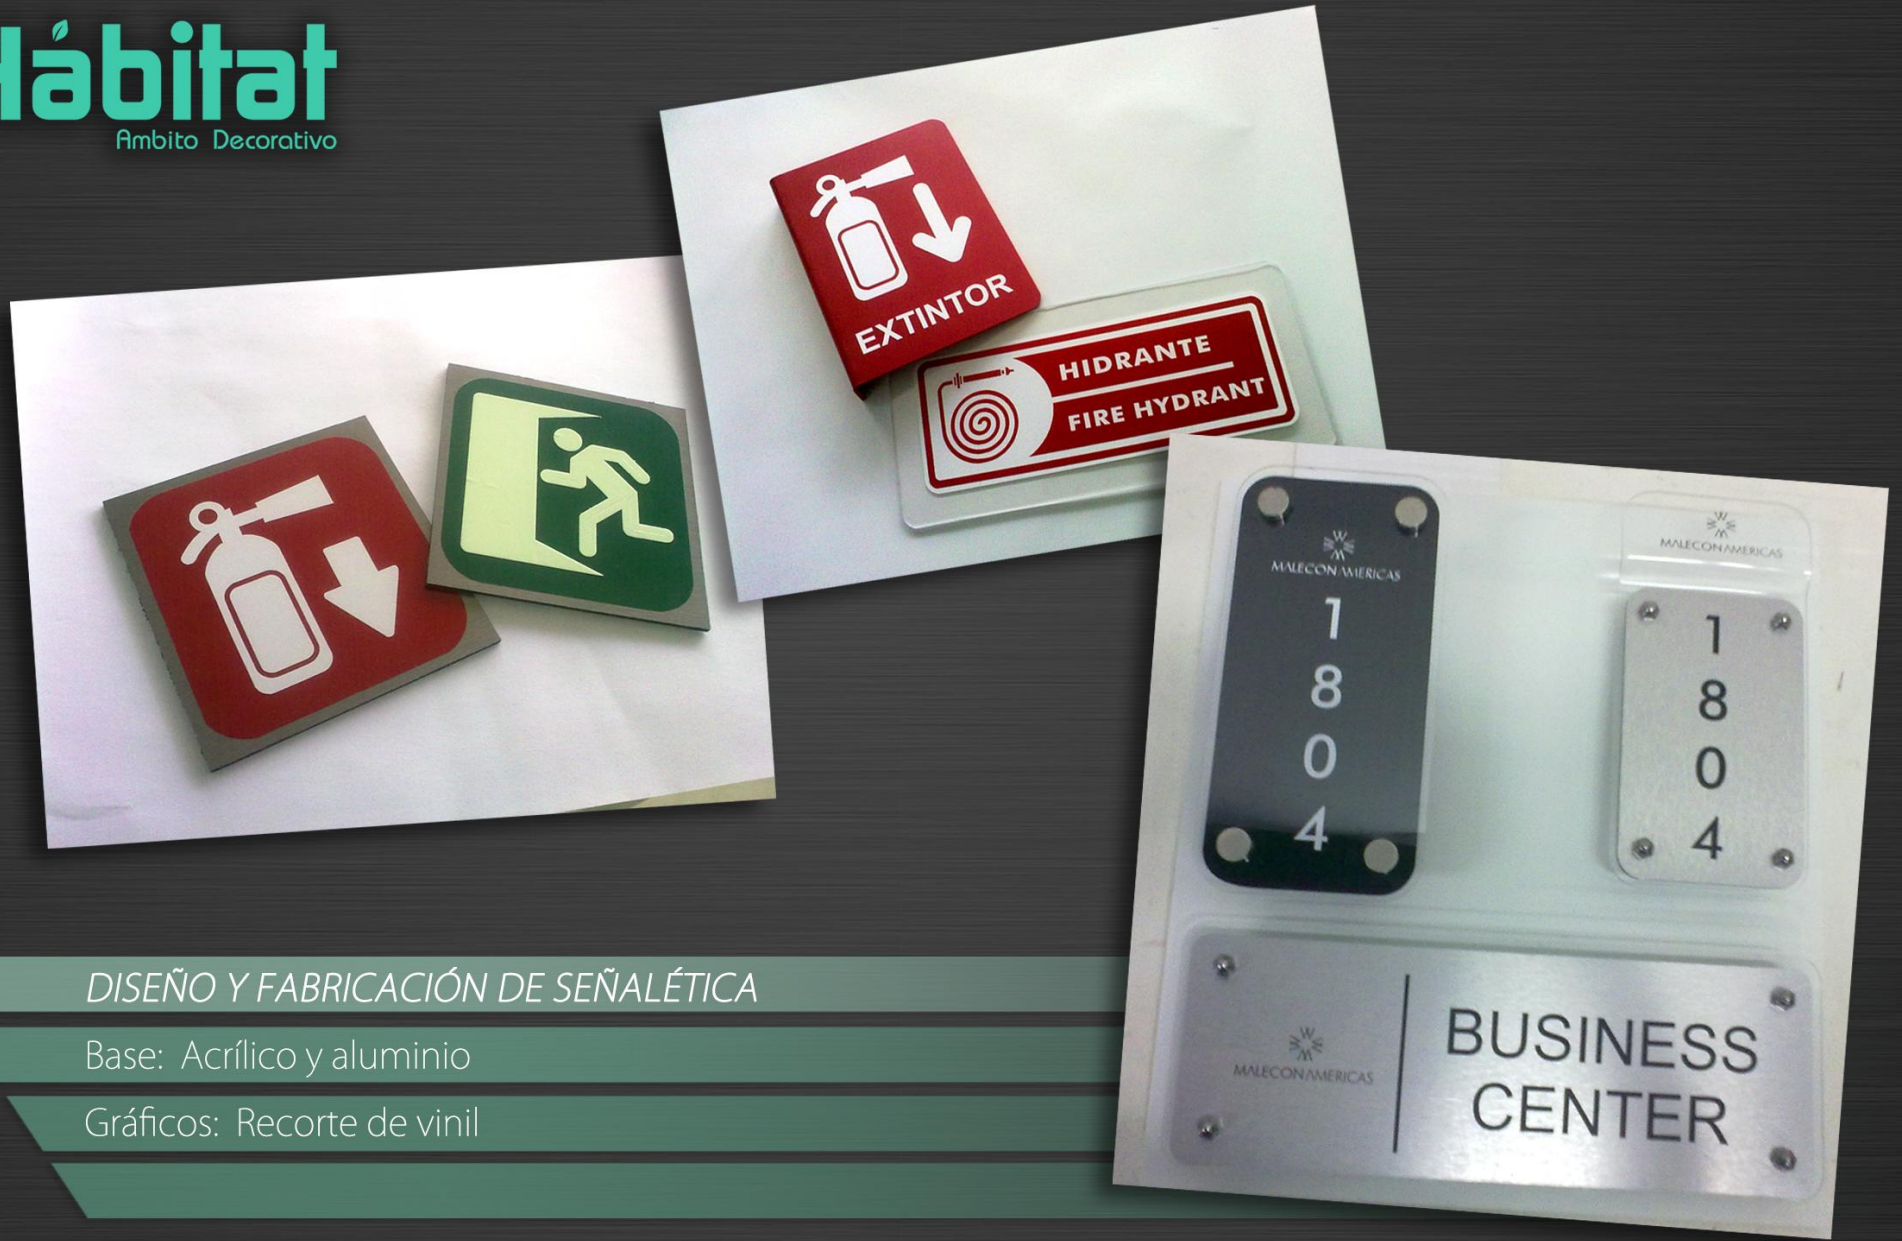 Hábitat
Ambito Decorativo
EXTINTOR
HIDRANTE
FIRE HYDRANT
MALECON AMERICAS
1
8
0
4
MALECON AMERICAS
1
8
0
4
MALECON AMERICAS
BUSINESS
CENTER
DISEÑO Y FABRICACIÓN DE SEÑALÉTICA
Base: Acrílico y aluminio
Gráficos: Recorte de vinil